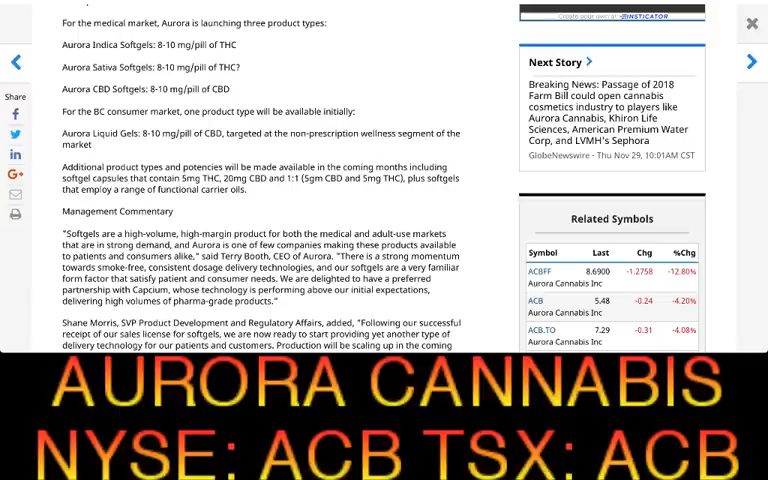 For the medical market, Aurora is launching three product types:
Aurora Indica Softgels: 8-10 mg/pill of THC
Aurora Sativa Softgels: 8-10 mg/pill of THC?
Aurora CBD Softgels: 8-10 mg/pill of CBD
For the BC consumer market, one product type will be available initially:
Aurora Liquid Gels: 8-10 mg/pill of CBD, targeted at the non-prescription wellness segment of the
market
Additional product types and potencies will be made available in the coming months including
softgel capsules that contain 5mg THC, 20mg CBD and 1:1 (5gm CBD and 5mg THC), plus softgels
that employ a range of functional carrier oils.
Management Commentary
"Softgels are a high-volume, high-margin product for both the medical and adult-use markets
that are in strong demand, and Aurora is one of few companies making these products available
to patients and consumers alike," said Terry Booth, CEO of Aurora. "There is a strong momentum
towards smoke-free, consistent dosage delivery technologies, and our softgels are a very familiar
form factor that satisfy patient and consumer needs. We are delighted to have a preferred
partnership with Capcium, whose technology is performing above our initial expectations,
delivering high volumes of pharma-grade products."
Shane Morris, SVP Product Development and Regulatory Affairs, added, "Following our successful
receipt of our sales license for softgels, we are now ready to start providing yet another type of
delivery technology for our patients and customers. Production will be scaling up in the coming
Share
Create your own at INSTICATOR
Next Story
Breaking News: Passage of 2018
Farm Bill could open cannabis
cosmetics industry to players like
Aurora Cannabis, Khiron Life
Sciences, American Premium Water
Corp, and LVMH's Sephora
GlobeNewswire - Thu Nov 29, 10:01AM CST
Related Symbols
Symbol Last Chg %Chg
ACBFF 8.6900 -1.2758 -12.80%
Aurora Cannabis Inc
ACB 5.48 -0.24 -4.20%
Aurora Cannabis Inc
ACB.TO 7.29 -0.31 -4.08%
Aurora Cannabis Inc
AURORA CANNABIS
NYSE: ACB TSX: ACB